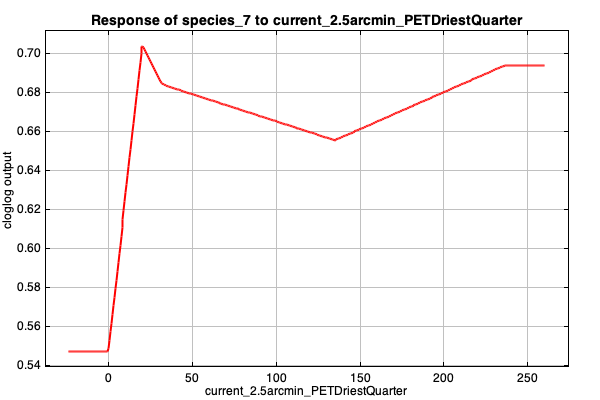 Response of species_7 to current_2.5arcmin_PETDriestQuarter
0.70
0.68
0.66
0.64
0.62
0.60
0.58
0.56
0.54
cloglog output
0 50 100 150 200 250
current_2.5arcmin_PETDriestQuarter